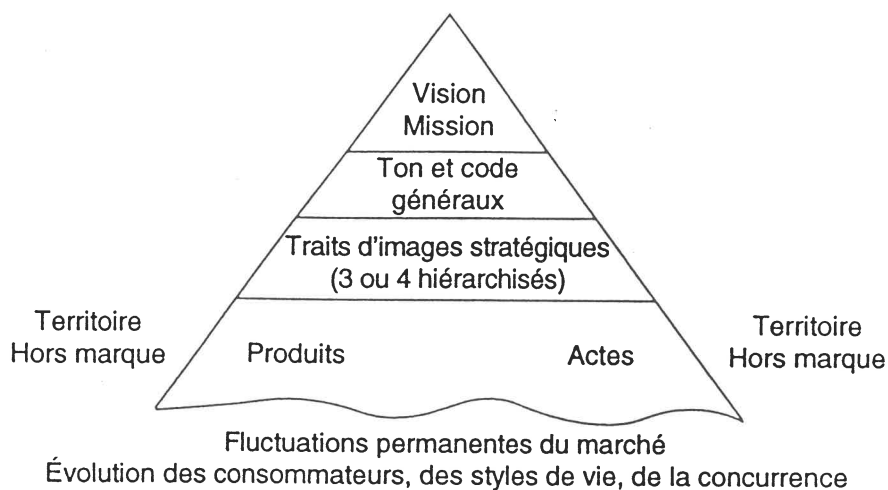 Vision
Mission
Ton et code
généraux
Traits d'images stratégiques
(3 ou 4 hiérarchisés)
Territoire
Hors marque
Produits
Actes
Territoire
Hors marque
Fluctuations permanentes du marché
Évolution des consommateurs, des styles de vie, de la concurrence